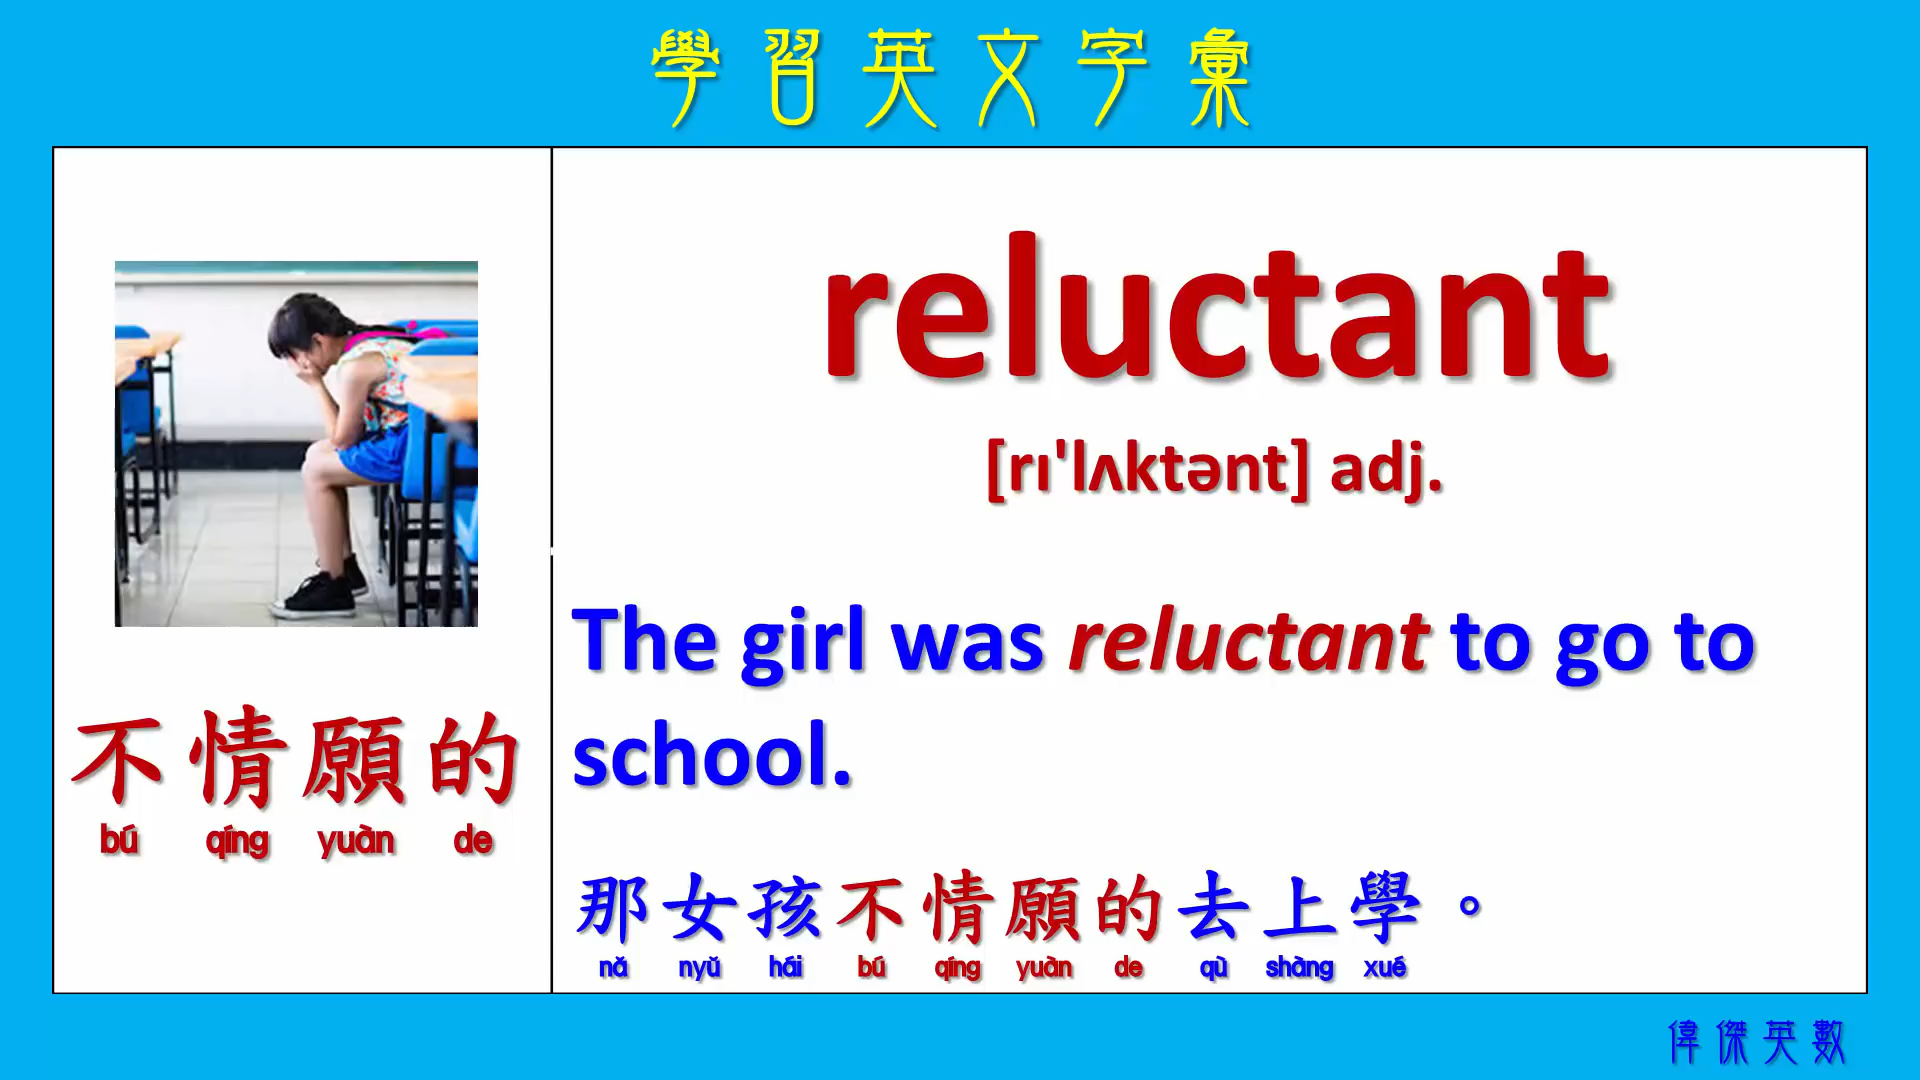 學習英文字彙
不情願的
bú qíng yuàn de
reluctant
[rɪ'lʌktənt] adj.
The girl was reluctant to go to
school.
那女孩不情願的去上學。
nǎ nyǔ hái bú qíng yuàn de qù shàng xué
偉傑英數